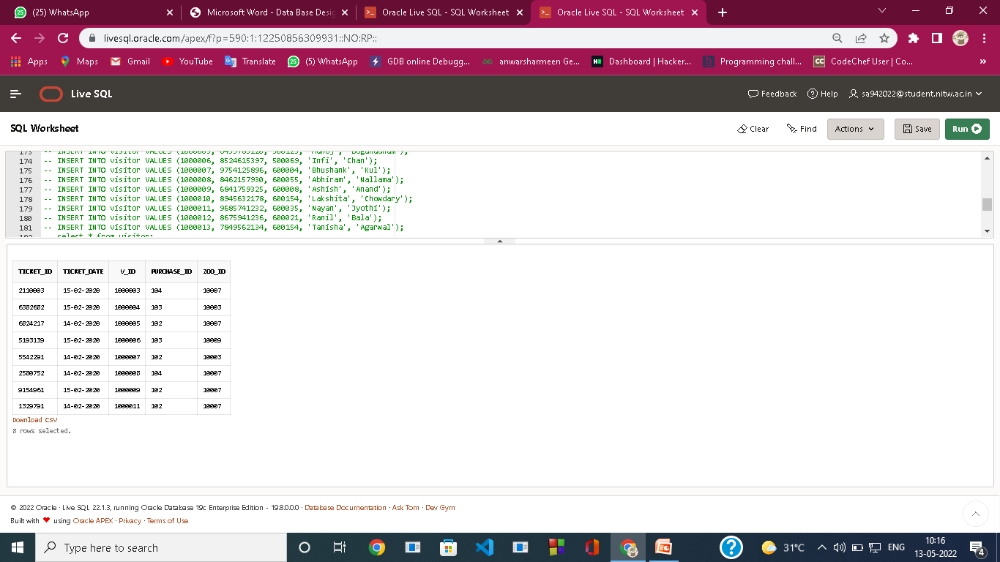 (25) WhatsApp
Microsoft Word - Data Base Desig
Oracle Live SQL - SQL Worksheet
Oracle Live SQL - SQL Worksheet
livesql.oracle.com/apex/f?p=590:1:12250856309931::NO:RP::
Apps Maps Gmail YouTube Translate (5) WhatsApp GDB online Debugg... anwarsharmeen Ge... Dashboard | Hacker... Programming chall... CodeChef User | Co... »
Live SQL
Feedback Help sa942022@student.nitw.ac.in
SQL Worksheet
Clear Find Actions Save Run
174 -- INSERT INTO visitor VALUES (1000006, 8524615397, 500069, 'Infi', 'Chan');
175 -- INSERT INTO visitor VALUES (1000007, 9754125896, 600004, 'Bhushank', 'Kul');
176 -- INSERT INTO visitor VALUES (1000008, 8462157930, 600055, 'Abhiram', 'Nallama');
177 -- INSERT INTO visitor VALUES (1000009, 6841759325, 600008, 'Ashish', 'Anand');
178 -- INSERT INTO visitor VALUES (1000010, 8945632178, 600154, 'Lakshita', 'Chowdary');
179 -- INSERT INTO visitor VALUES (1000011, 9685741232, 600035, 'Nayan', 'Jyothi');
180 -- INSERT INTO visitor VALUES (1000012, 8675941236, 600021, 'Ranil', 'Bala');
181 -- INSERT INTO visitor VALUES (1000013, 7849562134, 600154, 'Tanisha', 'Agarwal');
select * from visitor;
TICKET_ID TICKET_DATE V_ID PURCHASE_ID ZOO_ID
2110003 15-02-2020 1000003 104 10007
6382682 15-02-2020 1000004 103 10003
6824217 14-02-2020 1000005 102 10007
5193139 15-02-2020 1000006 103 10009
5542291 14-02-2020 1000007 102 10003
2580752 14-02-2020 1000008 104 10007
9154961 15-02-2020 1000009 102 10007
1329791 14-02-2020 1000011 102 10007
Download CSV
8 rows selected.
© 2022 Oracle · Live SQL 22.1.3, running Oracle Database 19c Enterprise Edition - 19.8.0.0.0 · Database Documentation · Ask Tom · Dev Gym
Built with ❤ using Oracle APEX · Privacy · Terms of Use
Type here to search
31°C
ENG
10:16
13-05-2022
4